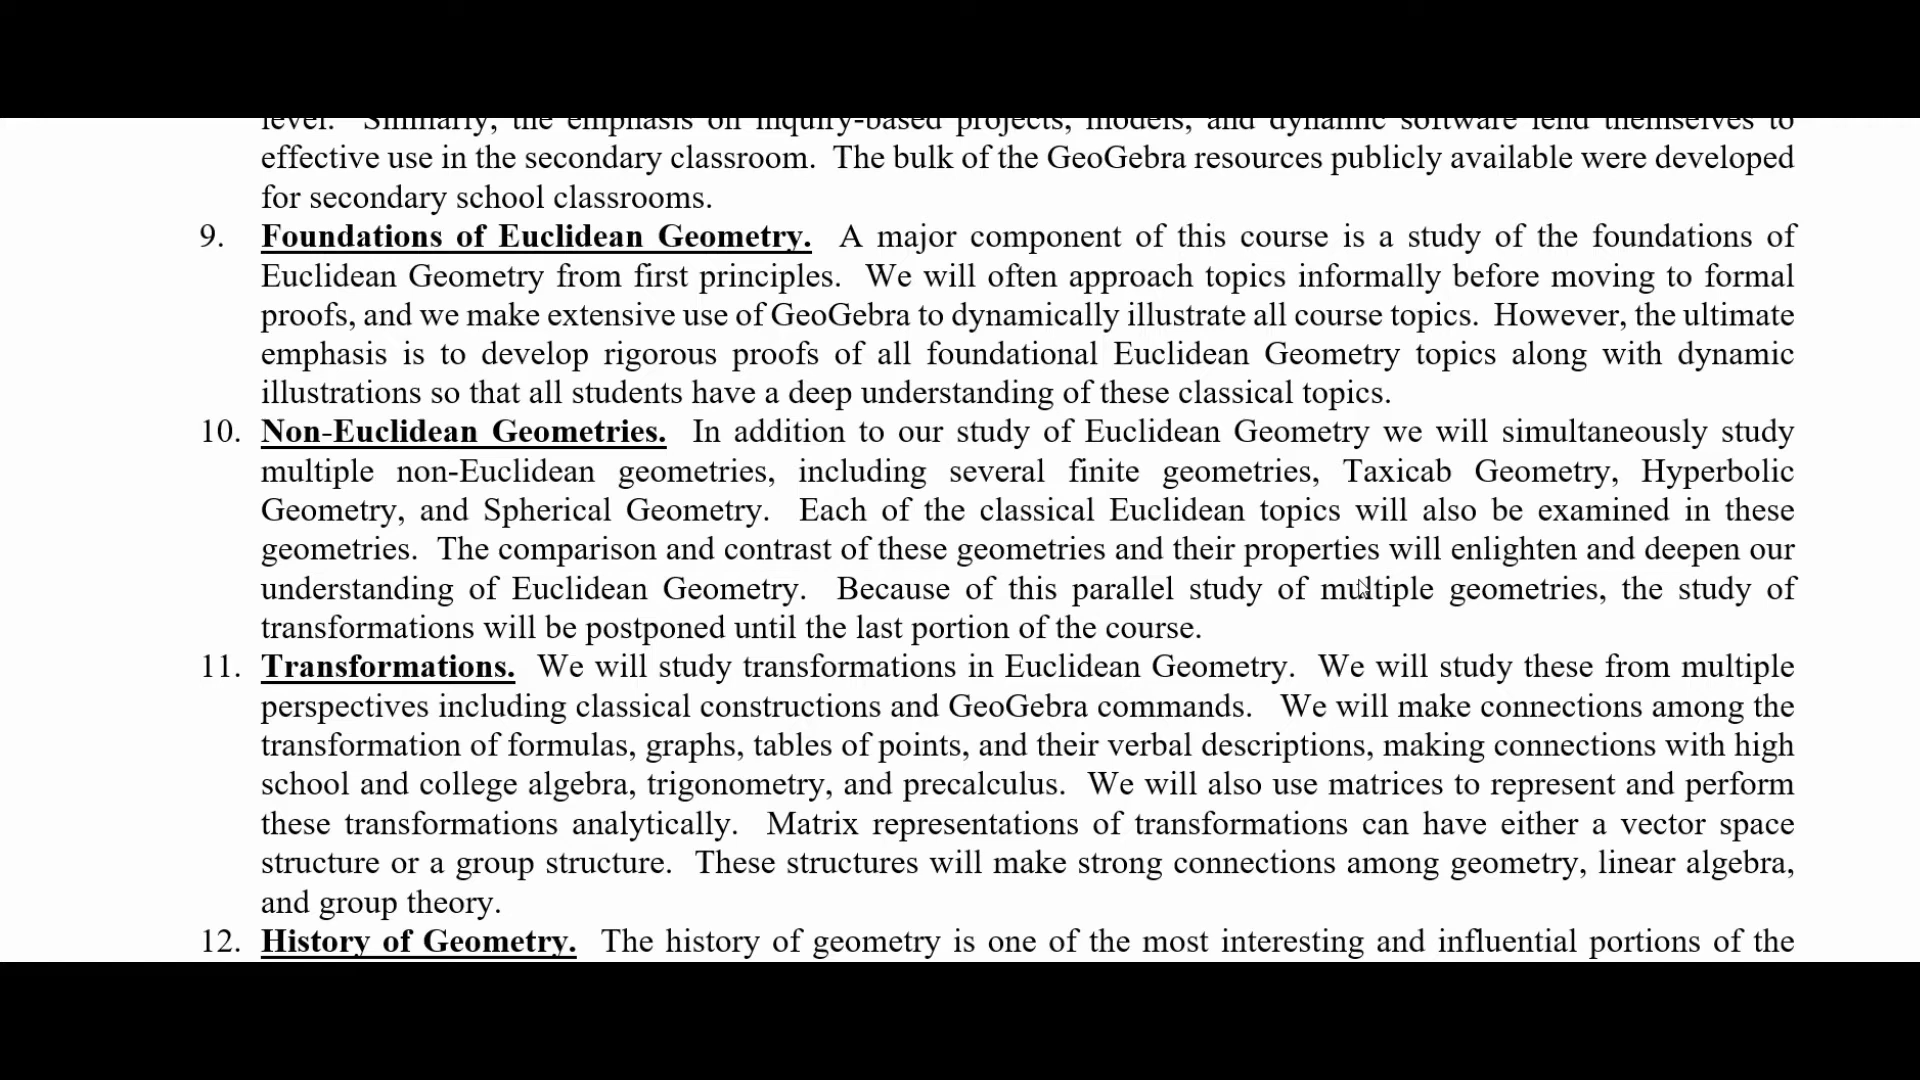 level.  Similarly, the emphasis on inquiry-based projects, models, and dynamic software lend themselves to
effective use in the secondary classroom.  The bulk of the GeoGebra resources publicly available were developed
for secondary school classrooms.
9. Foundations of Euclidean Geometry.  A major component of this course is a study of the foundations of
Euclidean Geometry from first principles.  We will often approach topics informally before moving to formal
proofs, and we make extensive use of GeoGebra to dynamically illustrate all course topics.  However, the ultimate
emphasis is to develop rigorous proofs of all foundational Euclidean Geometry topics along with dynamic
illustrations so that all students have a deep understanding of these classical topics.
10. Non-Euclidean Geometries.  In addition to our study of Euclidean Geometry we will simultaneously study
multiple non-Euclidean geometries, including several finite geometries, Taxicab Geometry, Hyperbolic
Geometry, and Spherical Geometry.  Each of the classical Euclidean topics will also be examined in these
geometries.  The comparison and contrast of these geometries and their properties will enlighten and deepen our
understanding of Euclidean Geometry.  Because of this parallel study of multiple geometries, the study of
transformations will be postponed until the last portion of the course.
11. Transformations.  We will study transformations in Euclidean Geometry.  We will study these from multiple
perspectives including classical constructions and GeoGebra commands.  We will make connections among the
transformation of formulas, graphs, tables of points, and their verbal descriptions, making connections with high
school and college algebra, trigonometry, and precalculus.  We will also use matrices to represent and perform
these transformations analytically.  Matrix representations of transformations can have either a vector space
structure or a group structure.  These structures will make strong connections among geometry, linear algebra,
and group theory.
12. History of Geometry.  The history of geometry is one of the most interesting and influential portions of the